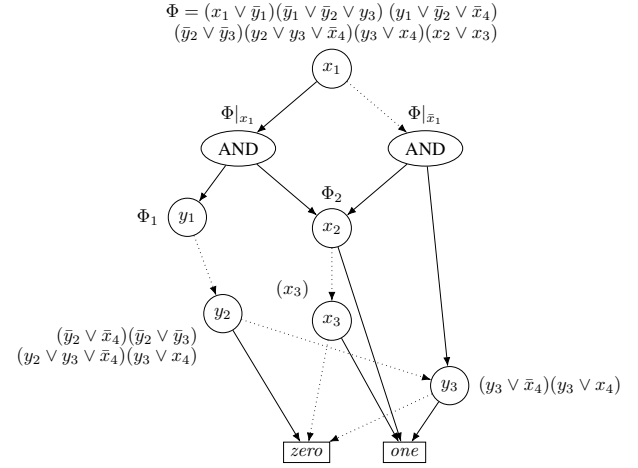 Φ = (x₁ ∨ ȳ₁)(ȳ₁ ∨ ȳ₂ ∨ y₃) (y₁ ∨ ȳ₂ ∨ x̄₄)
(ȳ₂ ∨ ȳ₃)(y₂ ∨ y₃ ∨ x̄₄)(y₃ ∨ x₄)(x₂ ∨ x₃)
x₁
Φ|ₓ₁
Φ|x̄₁
AND
AND
Φ₁
y₁
Φ₂
x₂
(x₃)
y₂
x₃
(ȳ₂ ∨ x̄₄)(ȳ₂ ∨ ȳ₃)
(y₂ ∨ y₃ ∨ x̄₄)(y₃ ∨ x₄)
y₃
(y₃ ∨ x̄₄)(y₃ ∨ x₄)
zero
one